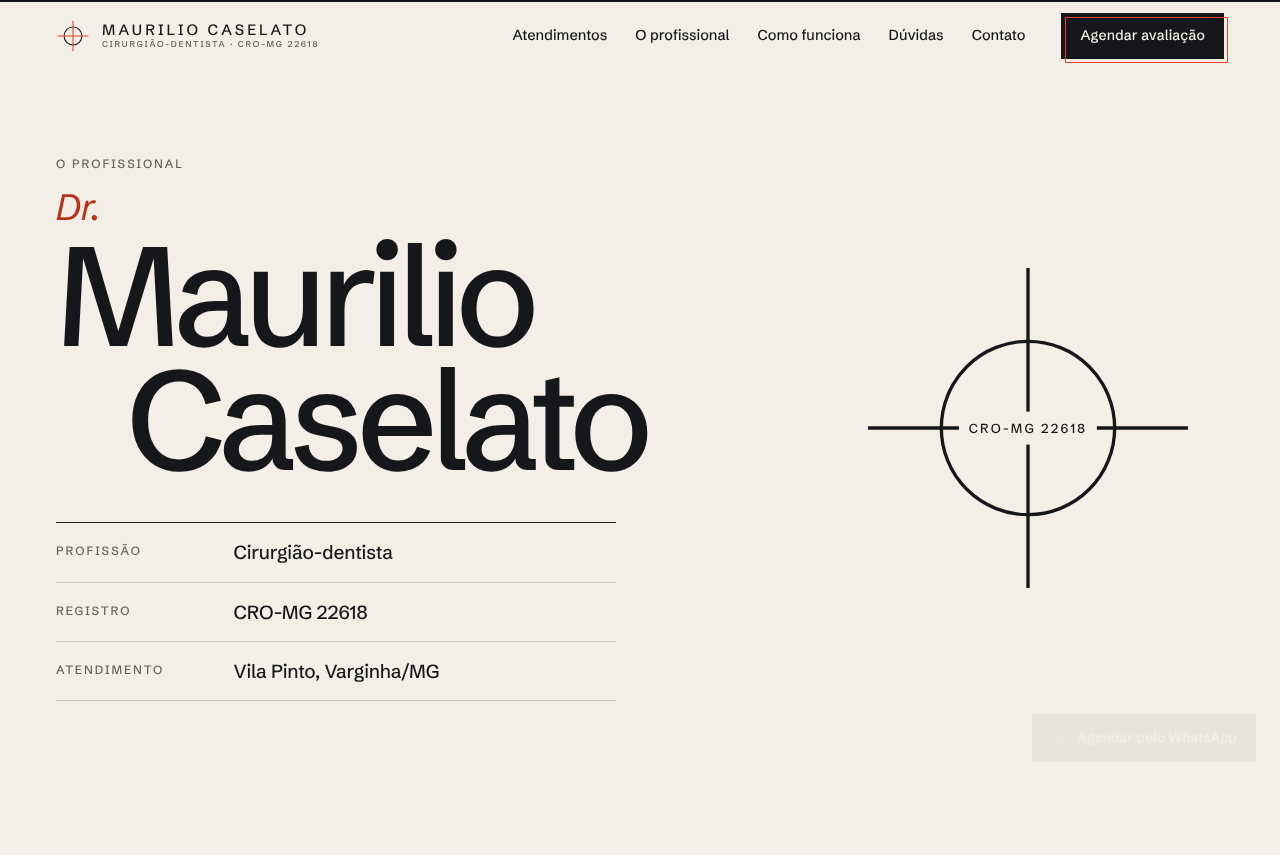 MAURILIO CASELATO
CIRURGIÃO-DENTISTA · CRO-MG 22618
Atendimentos
O profissional
Como funciona
Dúvidas
Contato
Agendar avaliação
O PROFISSIONAL
Dr.
Maurilio
Caselato
CRO-MG 22618
PROFISSÃO
Cirurgião-dentista
REGISTRO
CRO-MG 22618
ATENDIMENTO
Vila Pinto, Varginha/MG
Agendar pelo WhatsApp